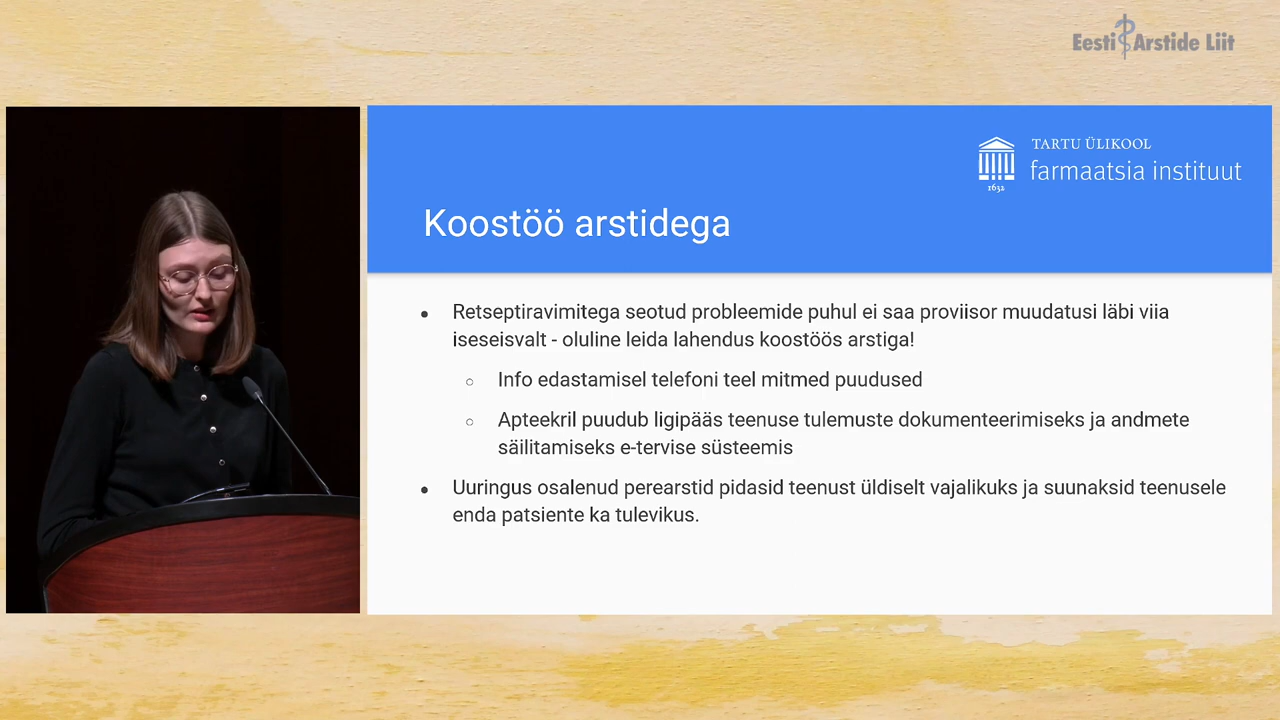 Eesti Arstide Liit
TARTU ÜLIKOOL
farmaatsia instituut
1632
Koostöö arstidega
• Retseptiravimitega seotud probleemide puhul ei saa proviisor muudatusi läbi viia
iseseisvalt - oluline leida lahendus koostöös arstiga!
○ Info edastamisel telefoni teel mitmed puudused
○ Apteekril puudub ligipääs teenuse tulemuste dokumenteerimiseks ja andmete
säilitamiseks e-tervise süsteemis
• Uuringus osalenud perearstid pidasid teenust üldiselt vajalikuks ja suunaksid teenusele
enda patsiente ka tulevikus.